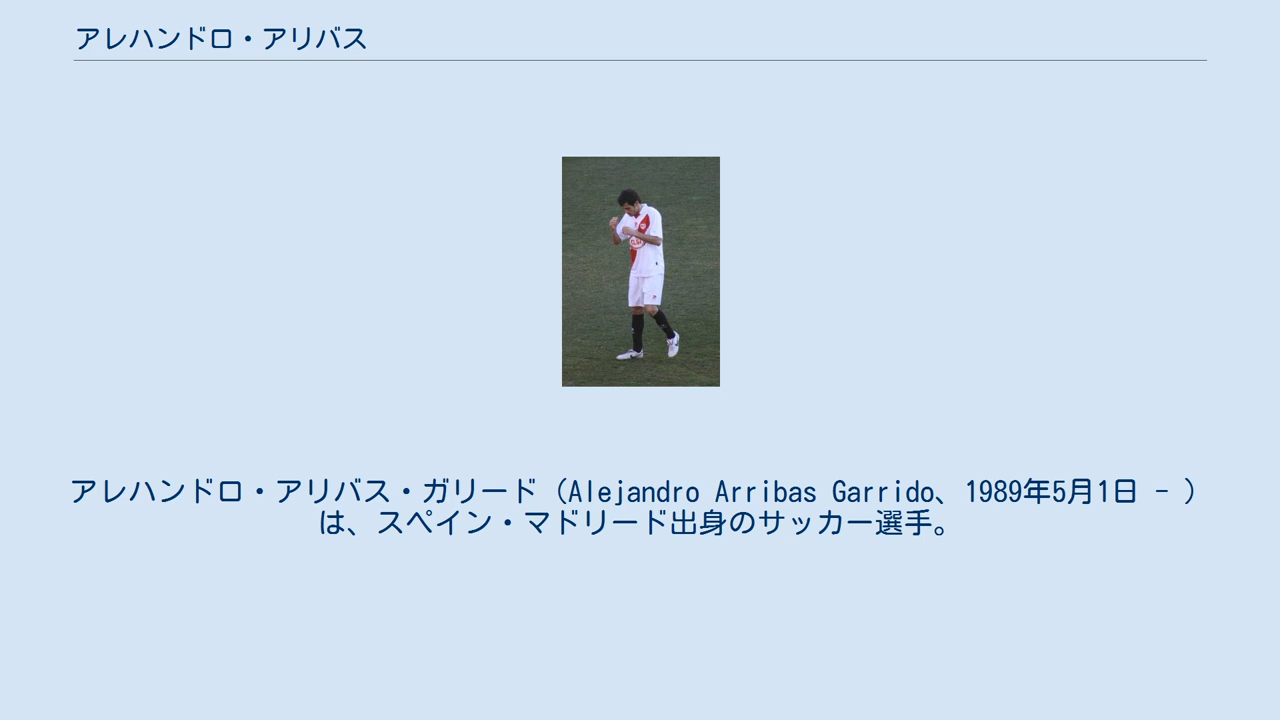 アレハンドロ・アリバス
アレハンドロ・アリバス・ガリード（Alejandro Arribas Garrido、1989年5月1日 - ）
は、スペイン・マドリード出身のサッカー選手。